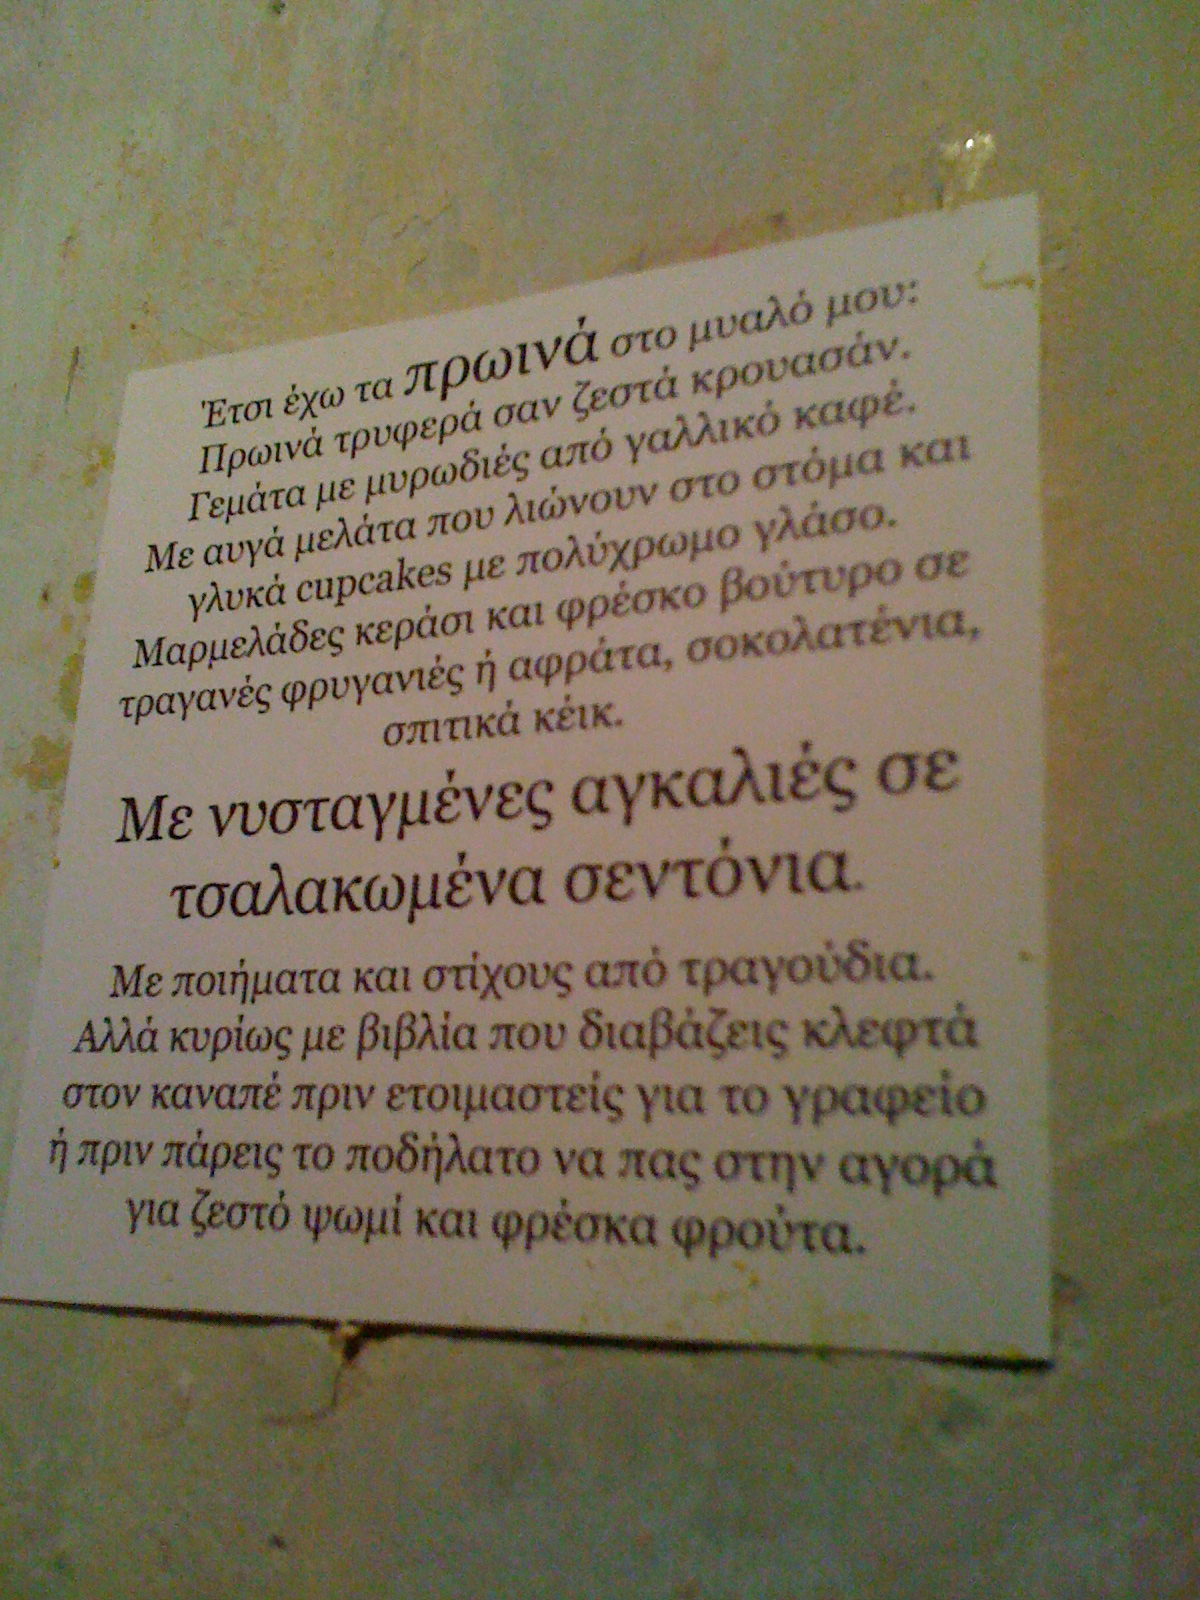 Έτσι έχω τα πρωινά στο μυαλό μου:
Πρωινά τρυφερά σαν ζεστά κρουασάν.
Γεμάτα με μυρωδιές από γαλλικό καφέ.
Με αυγά μελάτα που λιώνουν στο στόμα και
γλυκά cupcakes με πολύχρωμο γλάσο.
Μαρμελάδες κεράσι και φρέσκο βούτυρο σε
τραγανές φρυγανιές ή αφράτα, σοκολατένια,
σπιτικά κέικ.
Με νυσταγμένες αγκαλιές σε
τσαλακωμένα σεντόνια.
Με ποιήματα και στίχους από τραγούδια.
Αλλά κυρίως με βιβλία που διαβάζεις κλεφτά
στον καναπέ πριν ετοιμαστείς για το γραφείο
ή πριν πάρεις το ποδήλατο να πας στην αγορά
για ζεστό ψωμί και φρέσκα φρούτα.